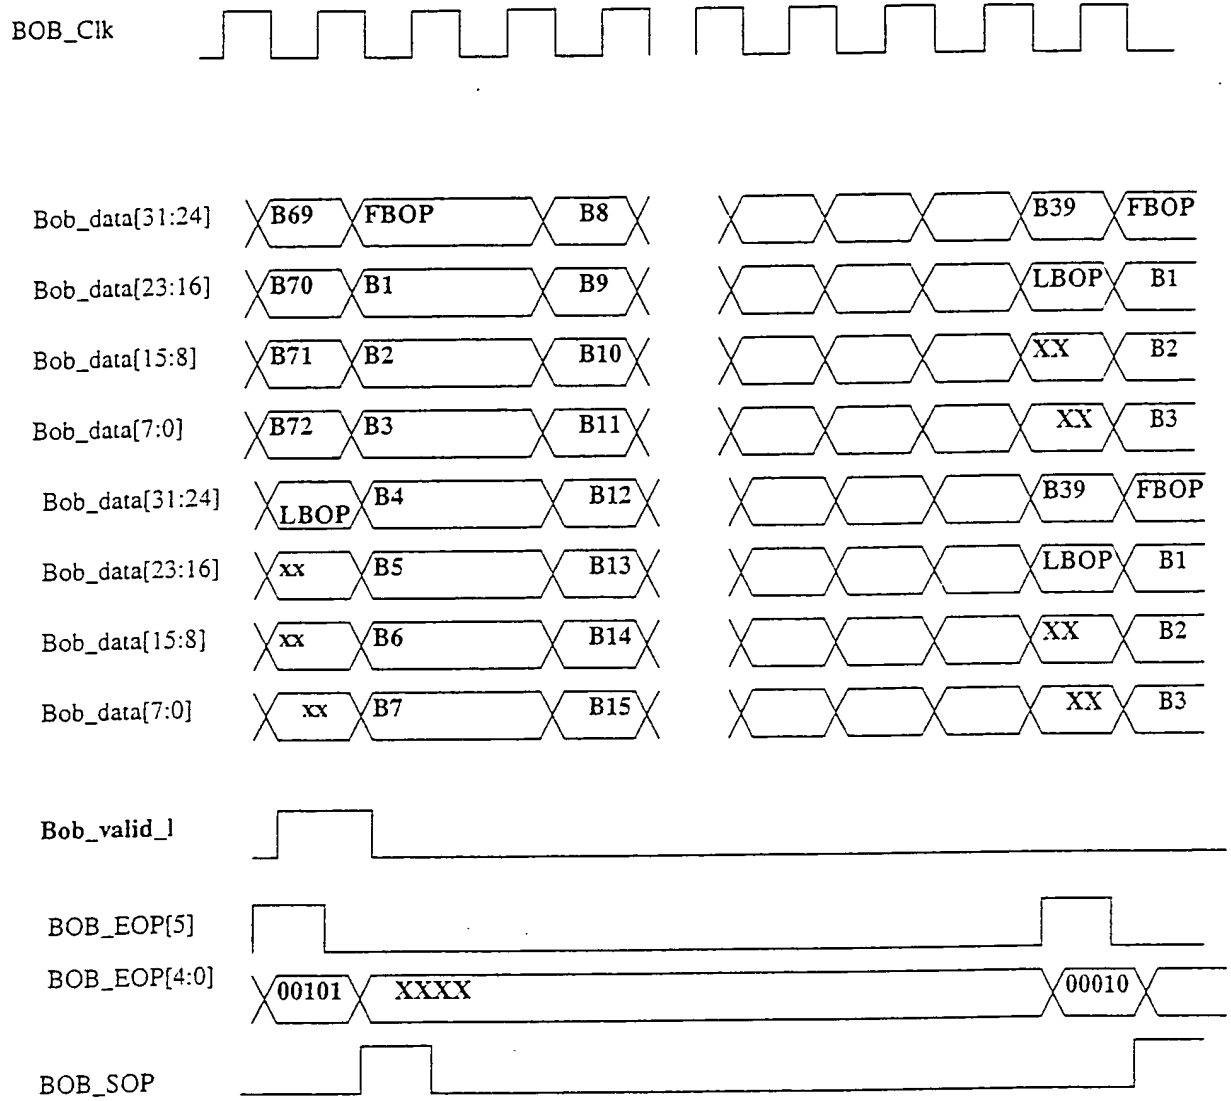 BOB_Clk
Bob_data[31:24] B69 FBOP B8 B39 FBOP
Bob_data[23:16] B70 B1 B9 LBOP B1
Bob_data[15:8] B71 B2 B10 XX B2
Bob_data[7:0] B72 B3 B11 XX B3
Bob_data[31:24] LBOP B4 B12 B39 FBOP
Bob_data[23:16] xx B5 B13 LBOP B1
Bob_data[15:8] xx B6 B14 XX B2
Bob_data[7:0] xx B7 B15 XX B3
Bob_valid_l
BOB_EOP[5]
BOB_EOP[4:0] 00101 XXXX 00010
BOB_SOP